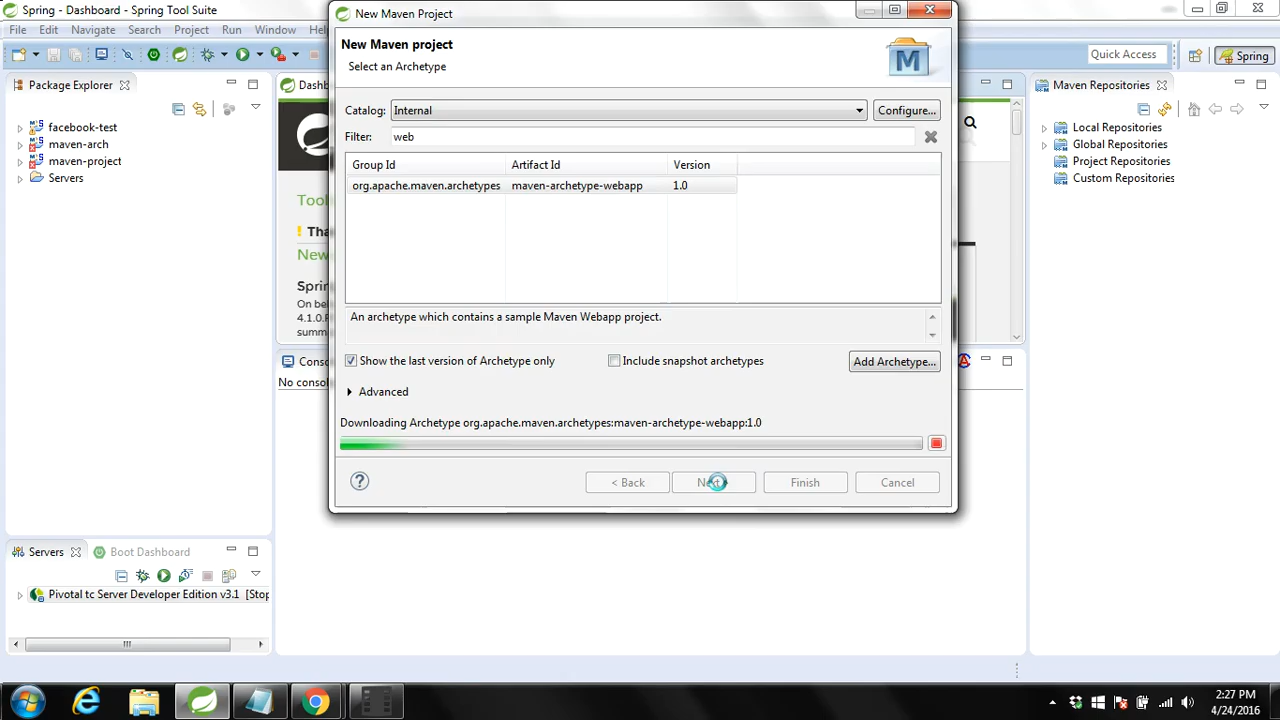 Spring - Dashboard - Spring Tool Suite
New Maven Project
File Edit Navigate Search Project Run Window
Quick Access
Spring
Package Explorer
facebook-test
maven-arch
maven-project
Servers
New Maven project
Select an Archetype
M
Catalog: Internal Configure...
Filter: web
Group Id Artifact Id Version
org.apache.maven.archetypes maven-archetype-webapp 1.0
An archetype which contains a sample Maven Webapp project.
Show the last version of Archetype only Include snapshot archetypes Add Archetype...
Advanced
Downloading Archetype org.apache.maven.archetypes:maven-archetype-webapp:1.0
? < Back Finish Cancel
Maven Repositories
Local Repositories
Global Repositories
Project Repositories
Custom Repositories
On
4.1.0.
No
Servers Boot Dashboard
Pivotal tc Server Developer Edition v3.1
2:27 PM
4/24/2016